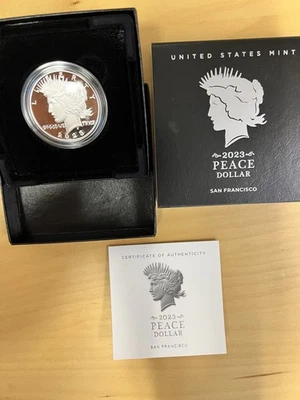 UNITED STATES MINT
2023
PEACE
DOLLAR
SAN FRANCISCO
CERTIFICATE OF AUTHENTICITY
2023
PEACE
DOLLAR
SAN FRANCISCO